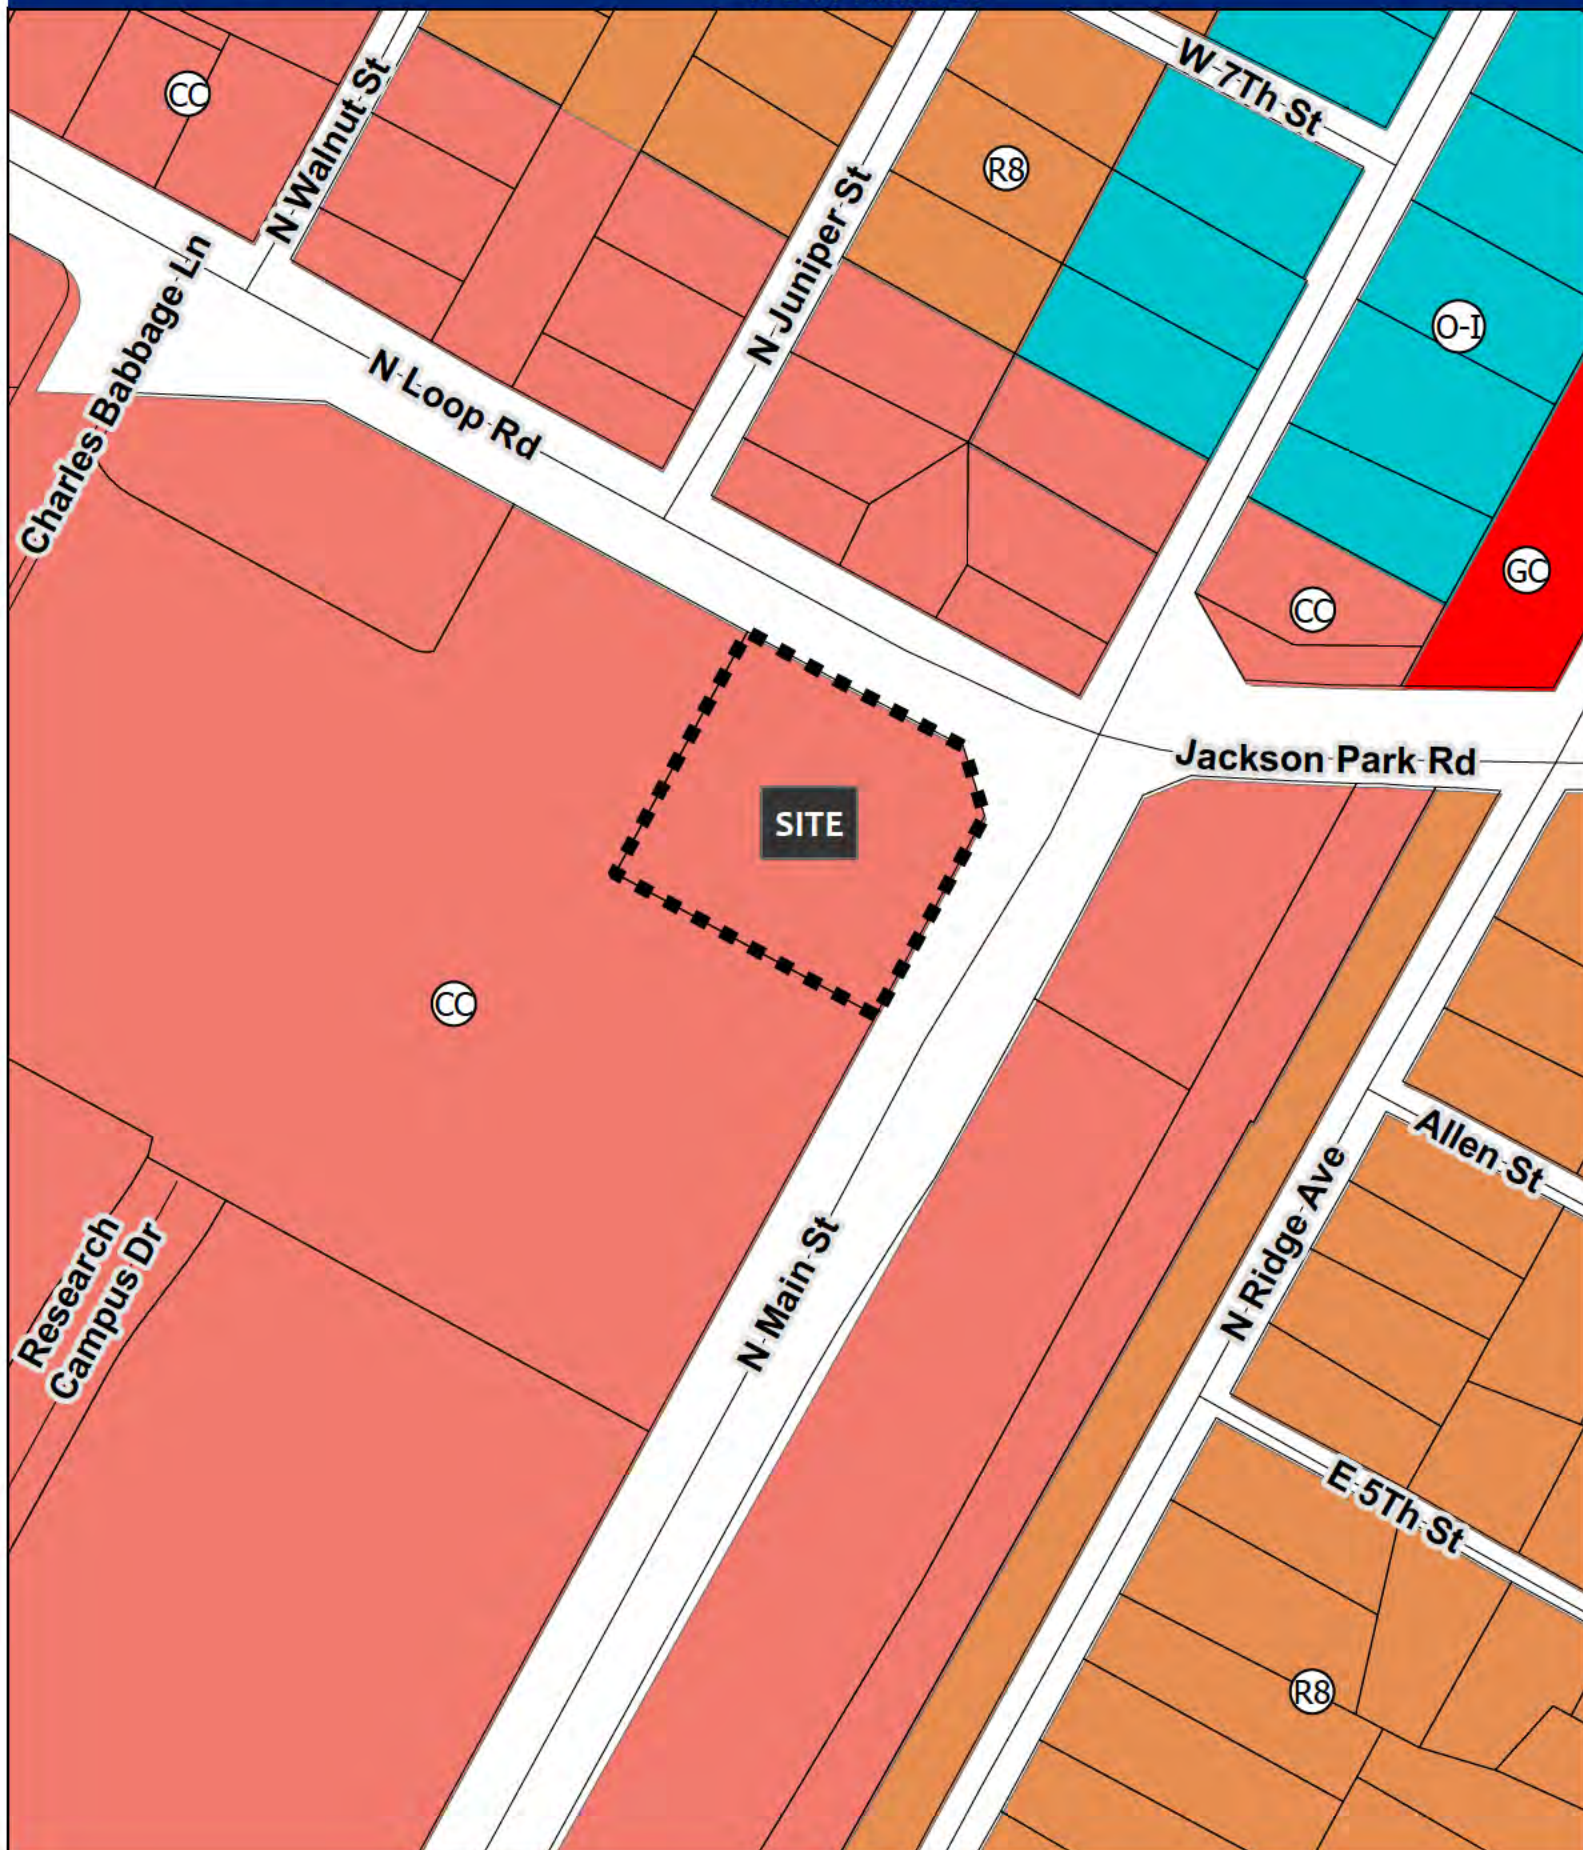 W 7Th St
CC
N Walnut St
R8
N Juniper St
Charles Babbage Ln
O-I
N Loop Rd
GC
CC
Jackson Park Rd
SITE
CC
Allen St
N Ridge Ave
Research
Campus Dr
N Main St
E 5Th St
R8